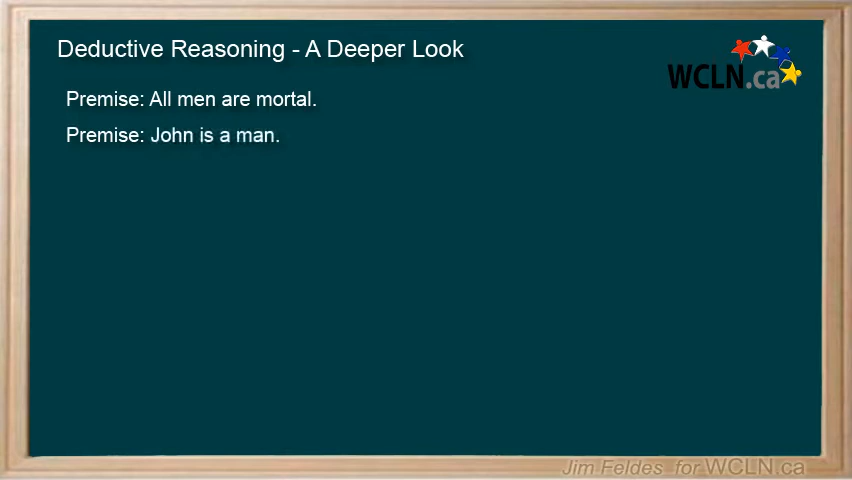 Deductive Reasoning - A Deeper Look
WCLN.ca
Premise: All men are mortal.
Premise: John is a man.
Jim Feldes for WCLN.ca